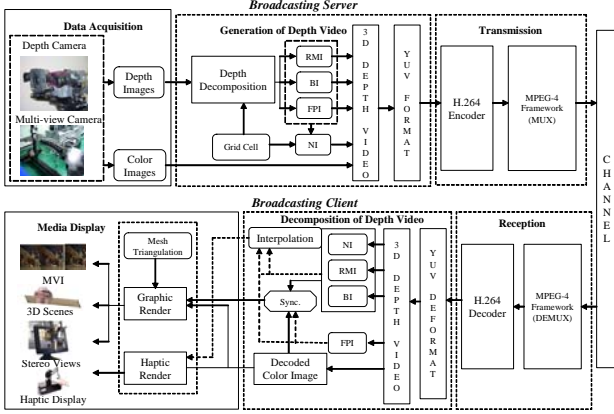 Broadcasting Server
Data Acquisition
Depth Camera
Multi-view Camera
Depth
Images
Color
Images
Generation of Depth Video
Depth
Decomposition
RMI
BI
FPI
Grid Cell
NI
3D DEPTH VIDEO
YUV FORMAT
Transmission
H.264
Encoder
MPEG-4
Framework
(MUX)
CHANNEL
Broadcasting Client
Media Display
MVI
3D Scenes
Stereo Views
Haptic Display
Mesh
Triangulation
Graphic
Render
Haptic
Render
Decomposition of Depth Video
Interpolation
Sync.
Decoded
Color Image
NI
RMI
BI
FPI
3D DEPTH VIDEO
YUV DEFORMAT
Reception
H.264
Decoder
MPEG-4
Framework
(DEMUX)